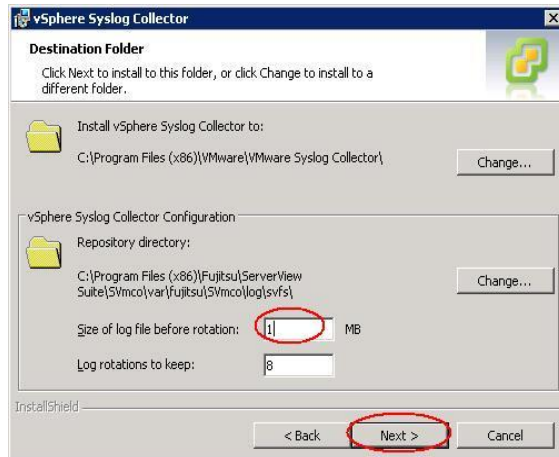 vSphere Syslog Collector
Destination Folder
Click Next to install to this folder, or click Change to install to a
different folder.
Install vSphere Syslog Collector to:
C:\Program Files (x86)\VMware\VMware Syslog Collector\
Change...
vSphere Syslog Collector Configuration
Repository directory:
C:\Program Files (x86)\Fujitsu\ServerView
Suite\SVmco\var\fujitsu\SVmco\log\svfs\
Change...
Size of log file before rotation: 1 MB
Log rotations to keep: 8
InstallShield
< Back Next > Cancel